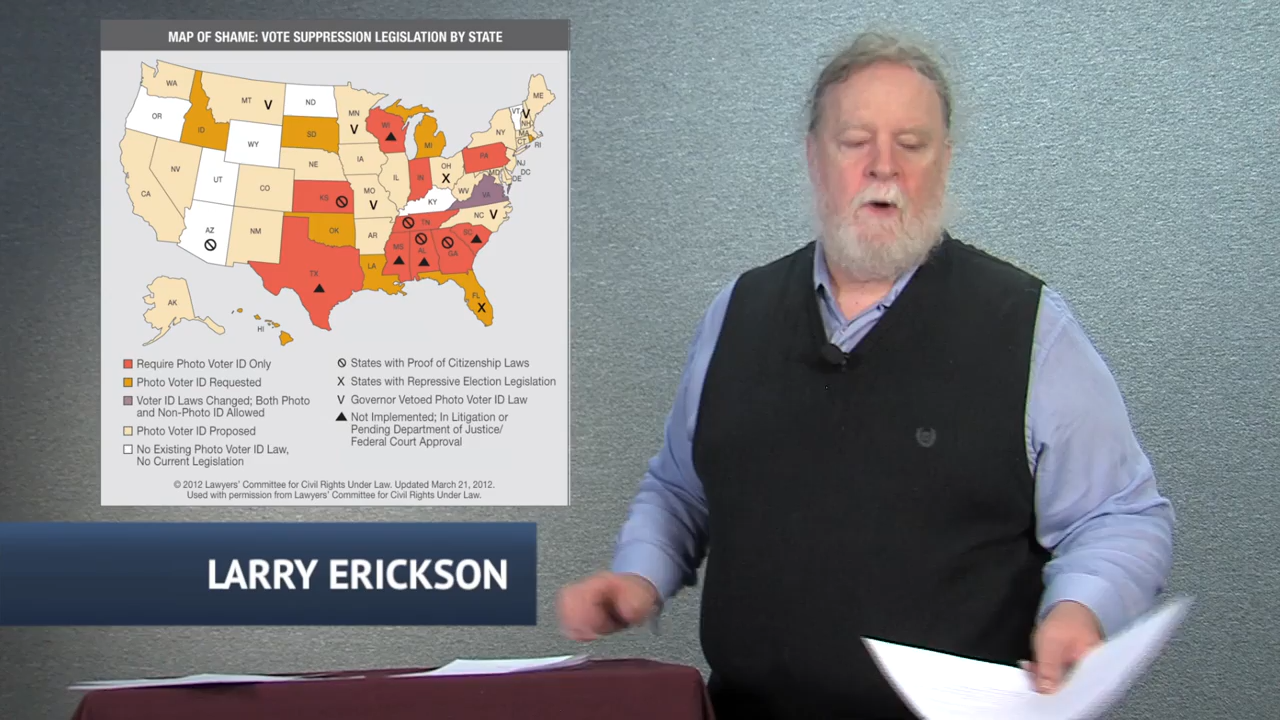 MAP OF SHAME: VOTE SUPPRESSION LEGISLATION BY STATE
WA
MT V
ND
MN
V
ME
OR
ID
SD
WI
MI
VT V
NH
NY
MA
CT
RI
WY
NE
IA
PA
NJ
NV
UT
CO
IL
IN
OH
X
MD
DC
DE
CA
KS
MO
V
WV
VA
KY
NC V
AZ
NM
OK
AR
TN
SC
MS
AL
GA
TX
LA
FL
X
AK
HI
Require Photo Voter ID Only
Photo Voter ID Requested
Voter ID Laws Changed; Both Photo
and Non-Photo ID Allowed
Photo Voter ID Proposed
No Existing Photo Voter ID Law,
No Current Legislation
States with Proof of Citizenship Laws
X States with Repressive Election Legislation
V Governor Vetoed Photo Voter ID Law
Not Implemented; In Litigation or
Pending Department of Justice/
Federal Court Approval
© 2012 Lawyers' Committee for Civil Rights Under Law. Updated March 21, 2012.
Used with permission from Lawyers' Committee for Civil Rights Under Law.
LARRY ERICKSON